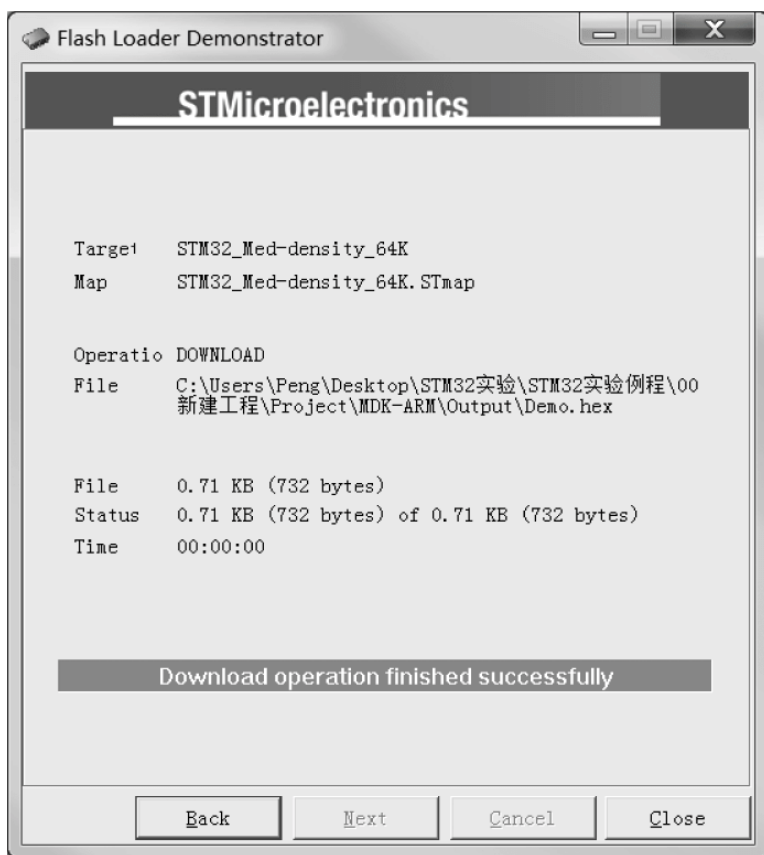 Flash Loader Demonstrator
STMicroelectronics
Target STM32_Med-density_64K
Map STM32_Med-density_64K.STmap
Operatio DOWNLOAD
File C:\Users\Peng\Desktop\STM32实验\STM32实验例程\00
新建工程\Project\MDK-ARM\Output\Demo.hex
File 0.71 KB (732 bytes)
Status 0.71 KB (732 bytes) of 0.71 KB (732 bytes)
Time 00:00:00
Download operation finished successfully
Back Next Cancel Close